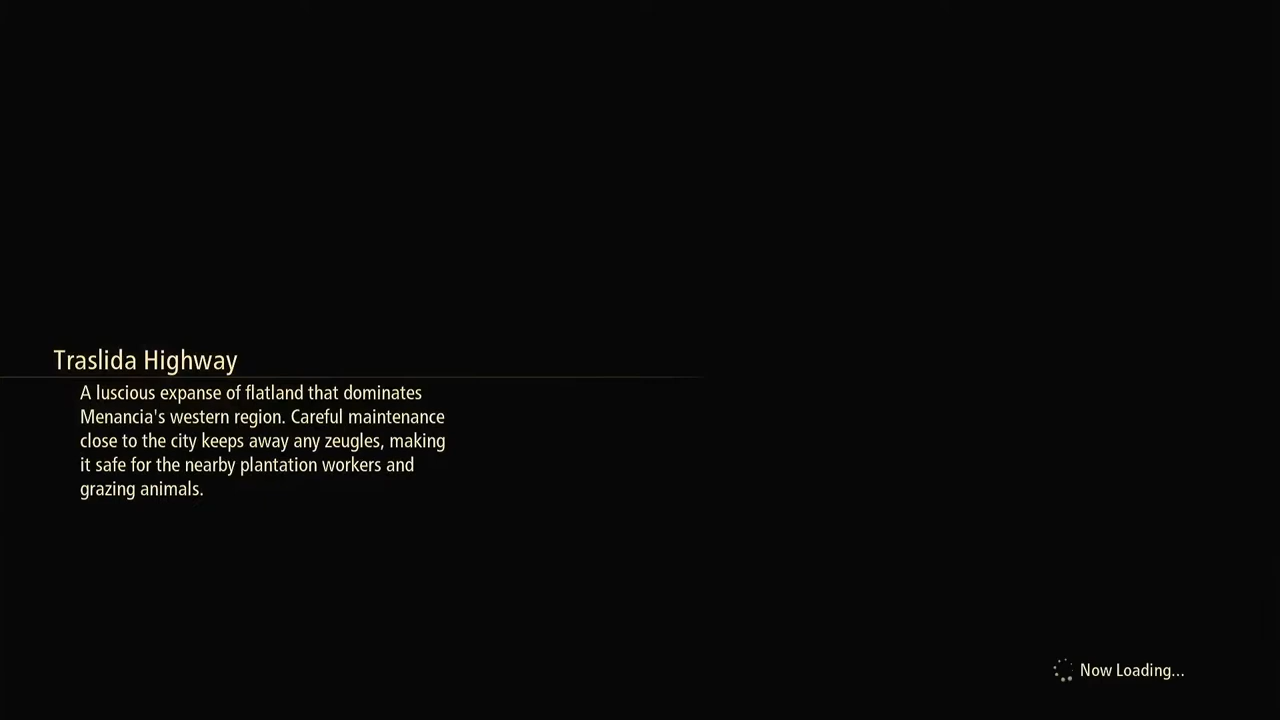 Traslida Highway
A luscious expanse of flatland that dominates
Menancia's western region. Careful maintenance
close to the city keeps away any zeugles, making
it safe for the nearby plantation workers and
grazing animals.
Now Loading...